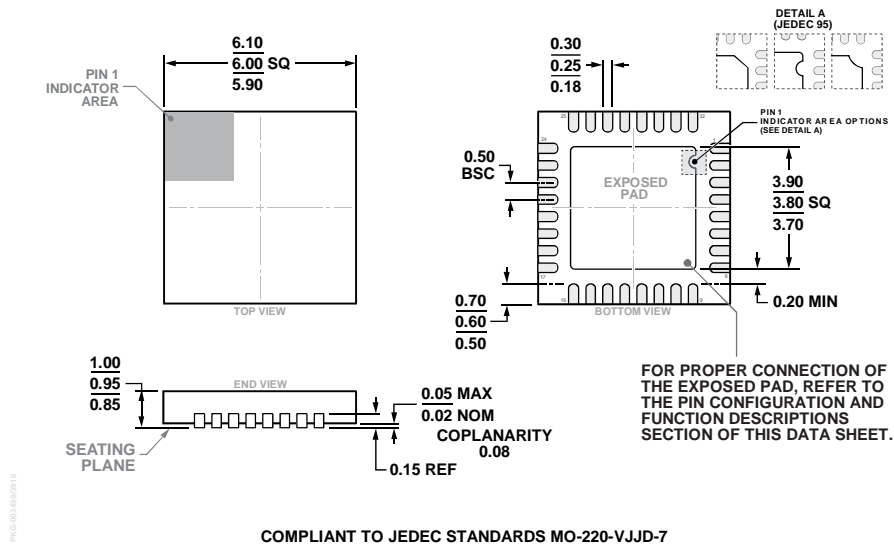 DETAIL A
(JEDEC 95)
6.10
6.00 SQ
5.90
PIN 1
INDICATOR
AREA
TOP VIEW
0.30
0.25
0.18
25
32
24
1
17
8
16
9
PIN 1
INDICATOR AREA OPTIONS
(SEE DETAIL A)
0.50
BSC
EXPOSED
PAD
3.90
3.80 SQ
3.70
0.20 MIN
0.70
0.60
0.50
BOTTOM VIEW
FOR PROPER CONNECTION OF
THE EXPOSED PAD, REFER TO
THE PIN CONFIGURATION AND
FUNCTION DESCRIPTIONS
SECTION OF THIS DATA SHEET.
1.00
0.95
0.85
END VIEW
0.05 MAX
0.02 NOM
COPLANARITY
0.08
0.15 REF
SEATING
PLANE
COMPLIANT TO JEDEC STANDARDS MO-220-VJJD-7